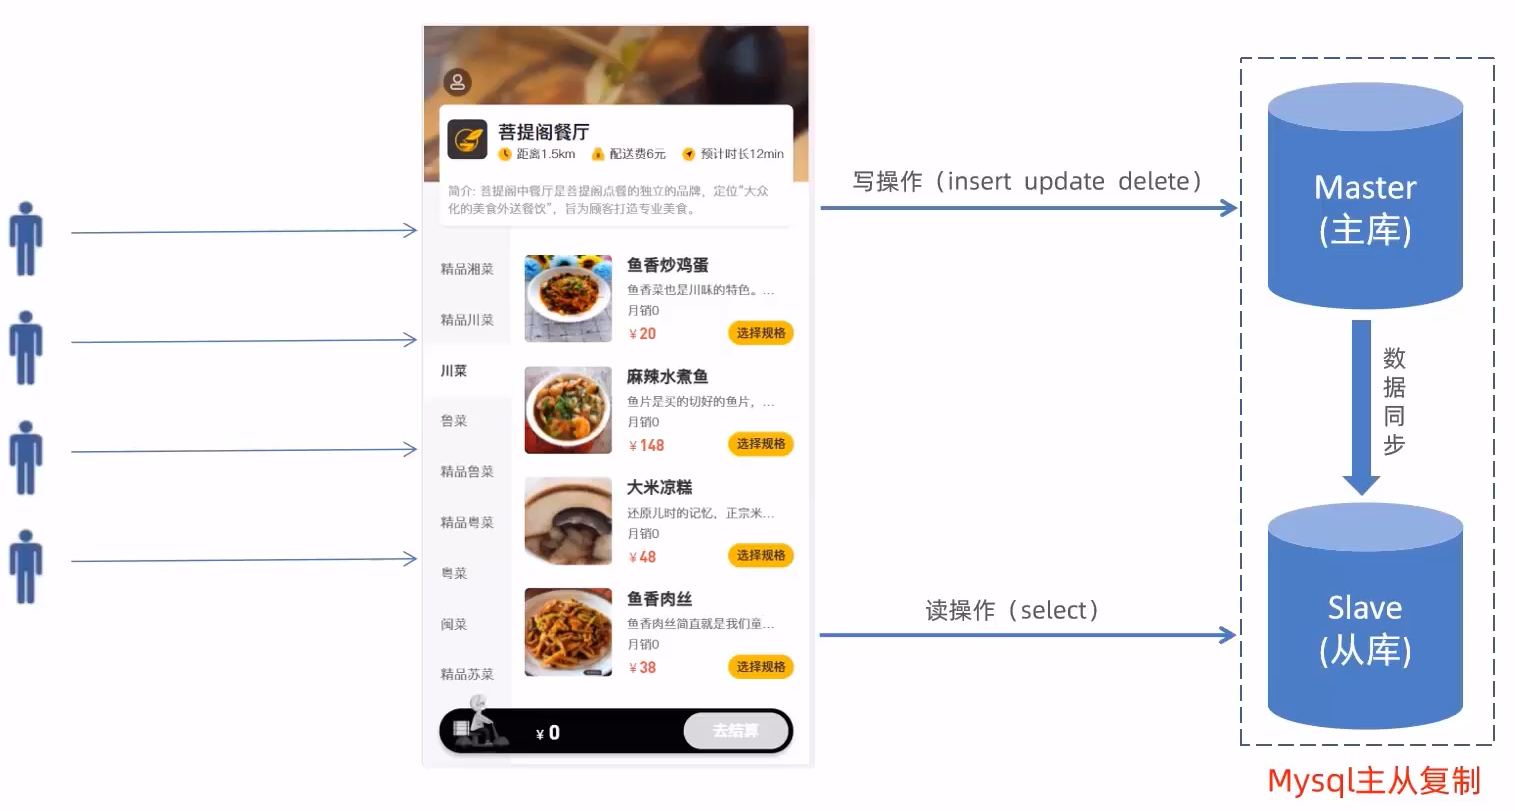 菩提阁餐厅
距离1.5km 配送费6元 预计时长12min
简介: 菩提阁中餐厅是菩提阁点餐的独立的品牌，定位“大众
化的美食外送餐饮”，旨为顾客打造专业美食。
精品湘菜
精品川菜
川菜
鲁菜
精品鲁菜
精品粤菜
粤菜
闽菜
精品苏菜
鱼香炒鸡蛋
鱼香菜也是川味的特色。...
月销0
￥20 选择规格
麻辣水煮鱼
鱼片是买的切好的鱼片，...
月销0
￥148 选择规格
大米凉糕
还原儿时的记忆，正宗米...
月销0
￥48 选择规格
鱼香肉丝
鱼香肉丝简直就是我们童...
月销0
￥38 选择规格
￥0 去结算
写操作（insert update delete）
读操作（select）
Master
(主库)
数
据
同
步
Slave
(从库)
Mysql主从复制